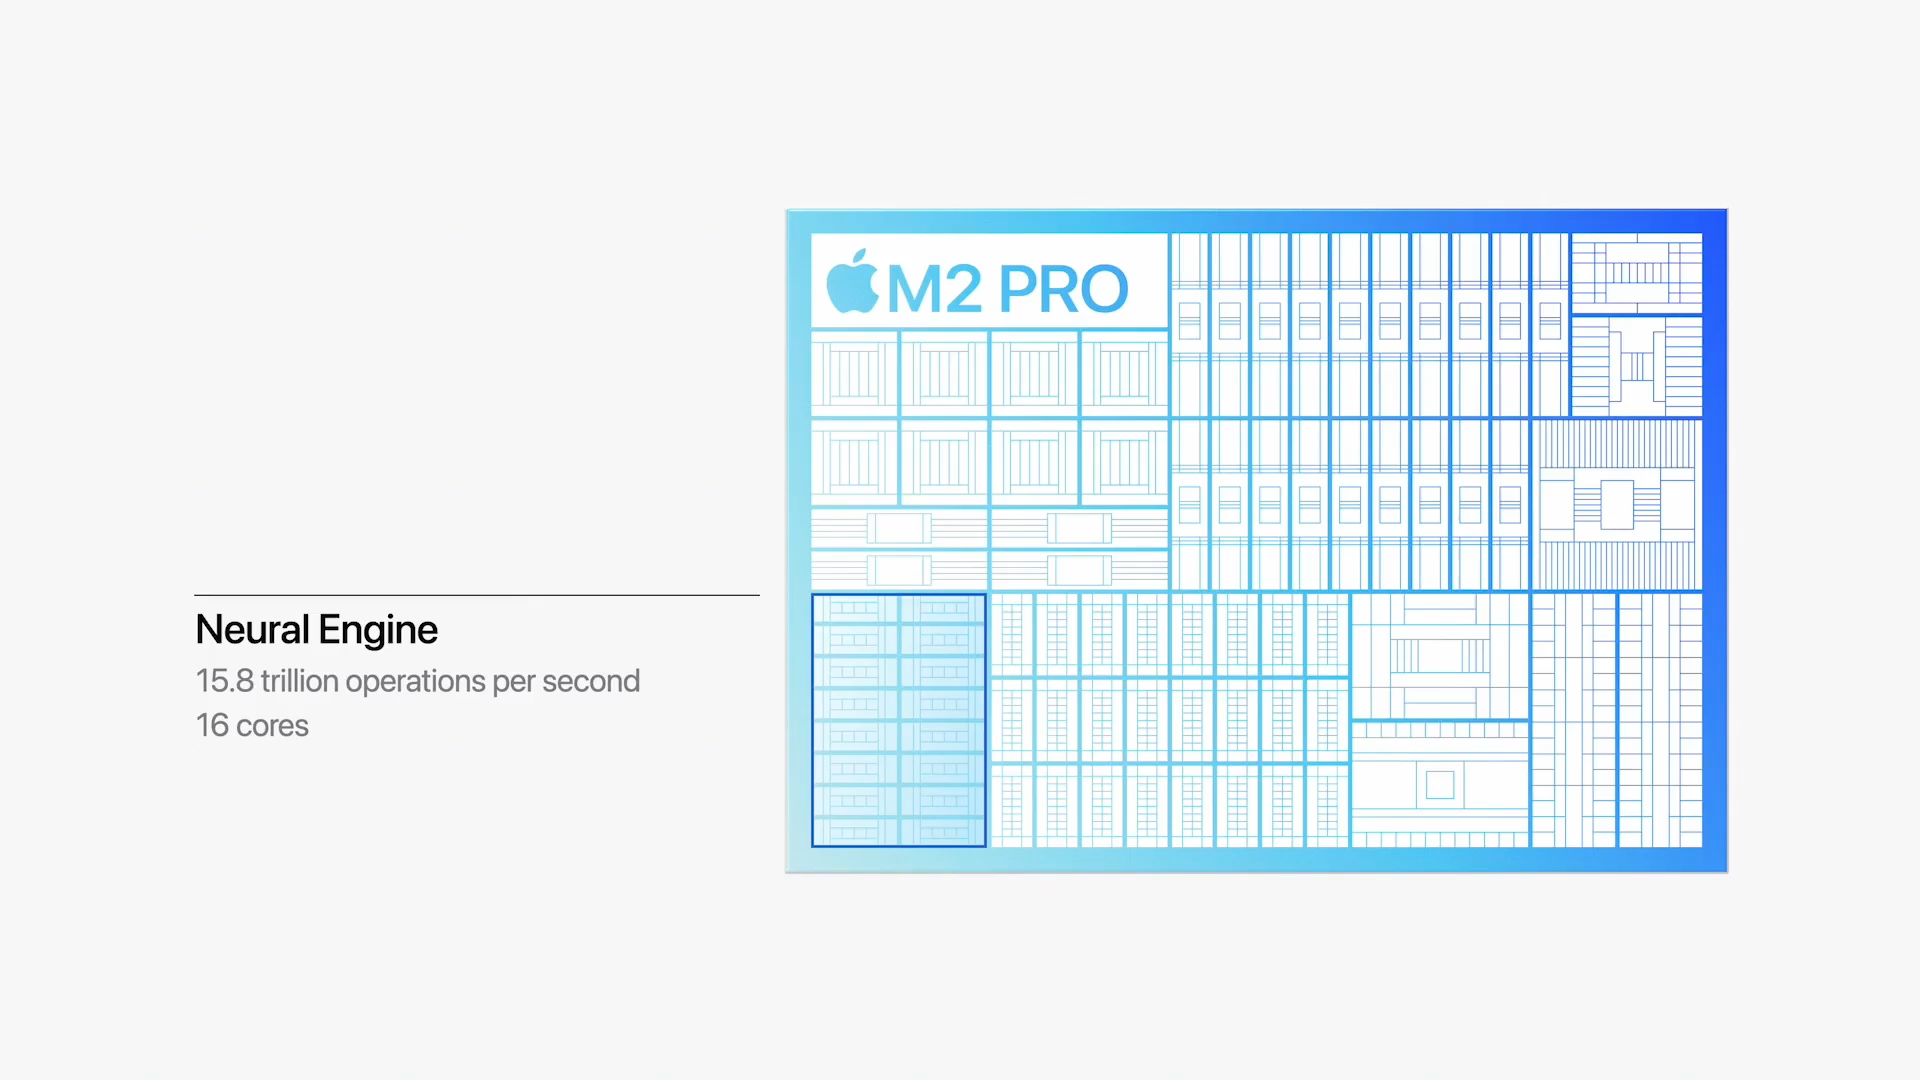 M2 PRO
Neural Engine
15.8 trillion operations per second
16 cores